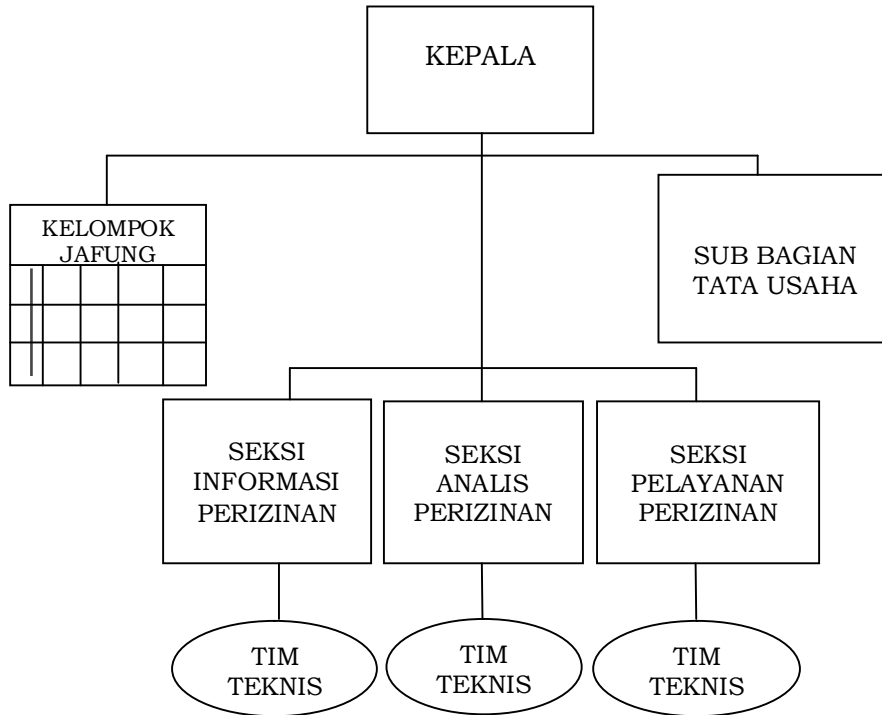 KEPALA
KELOMPOK
JAFUNG
SUB BAGIAN
TATA USAHA
SEKSI
INFORMASI
PERIZINAN
SEKSI
ANALIS
PERIZINAN
SEKSI
PELAYANAN
PERIZINAN
TIM
TEKNIS
TIM
TEKNIS
TIM
TEKNIS